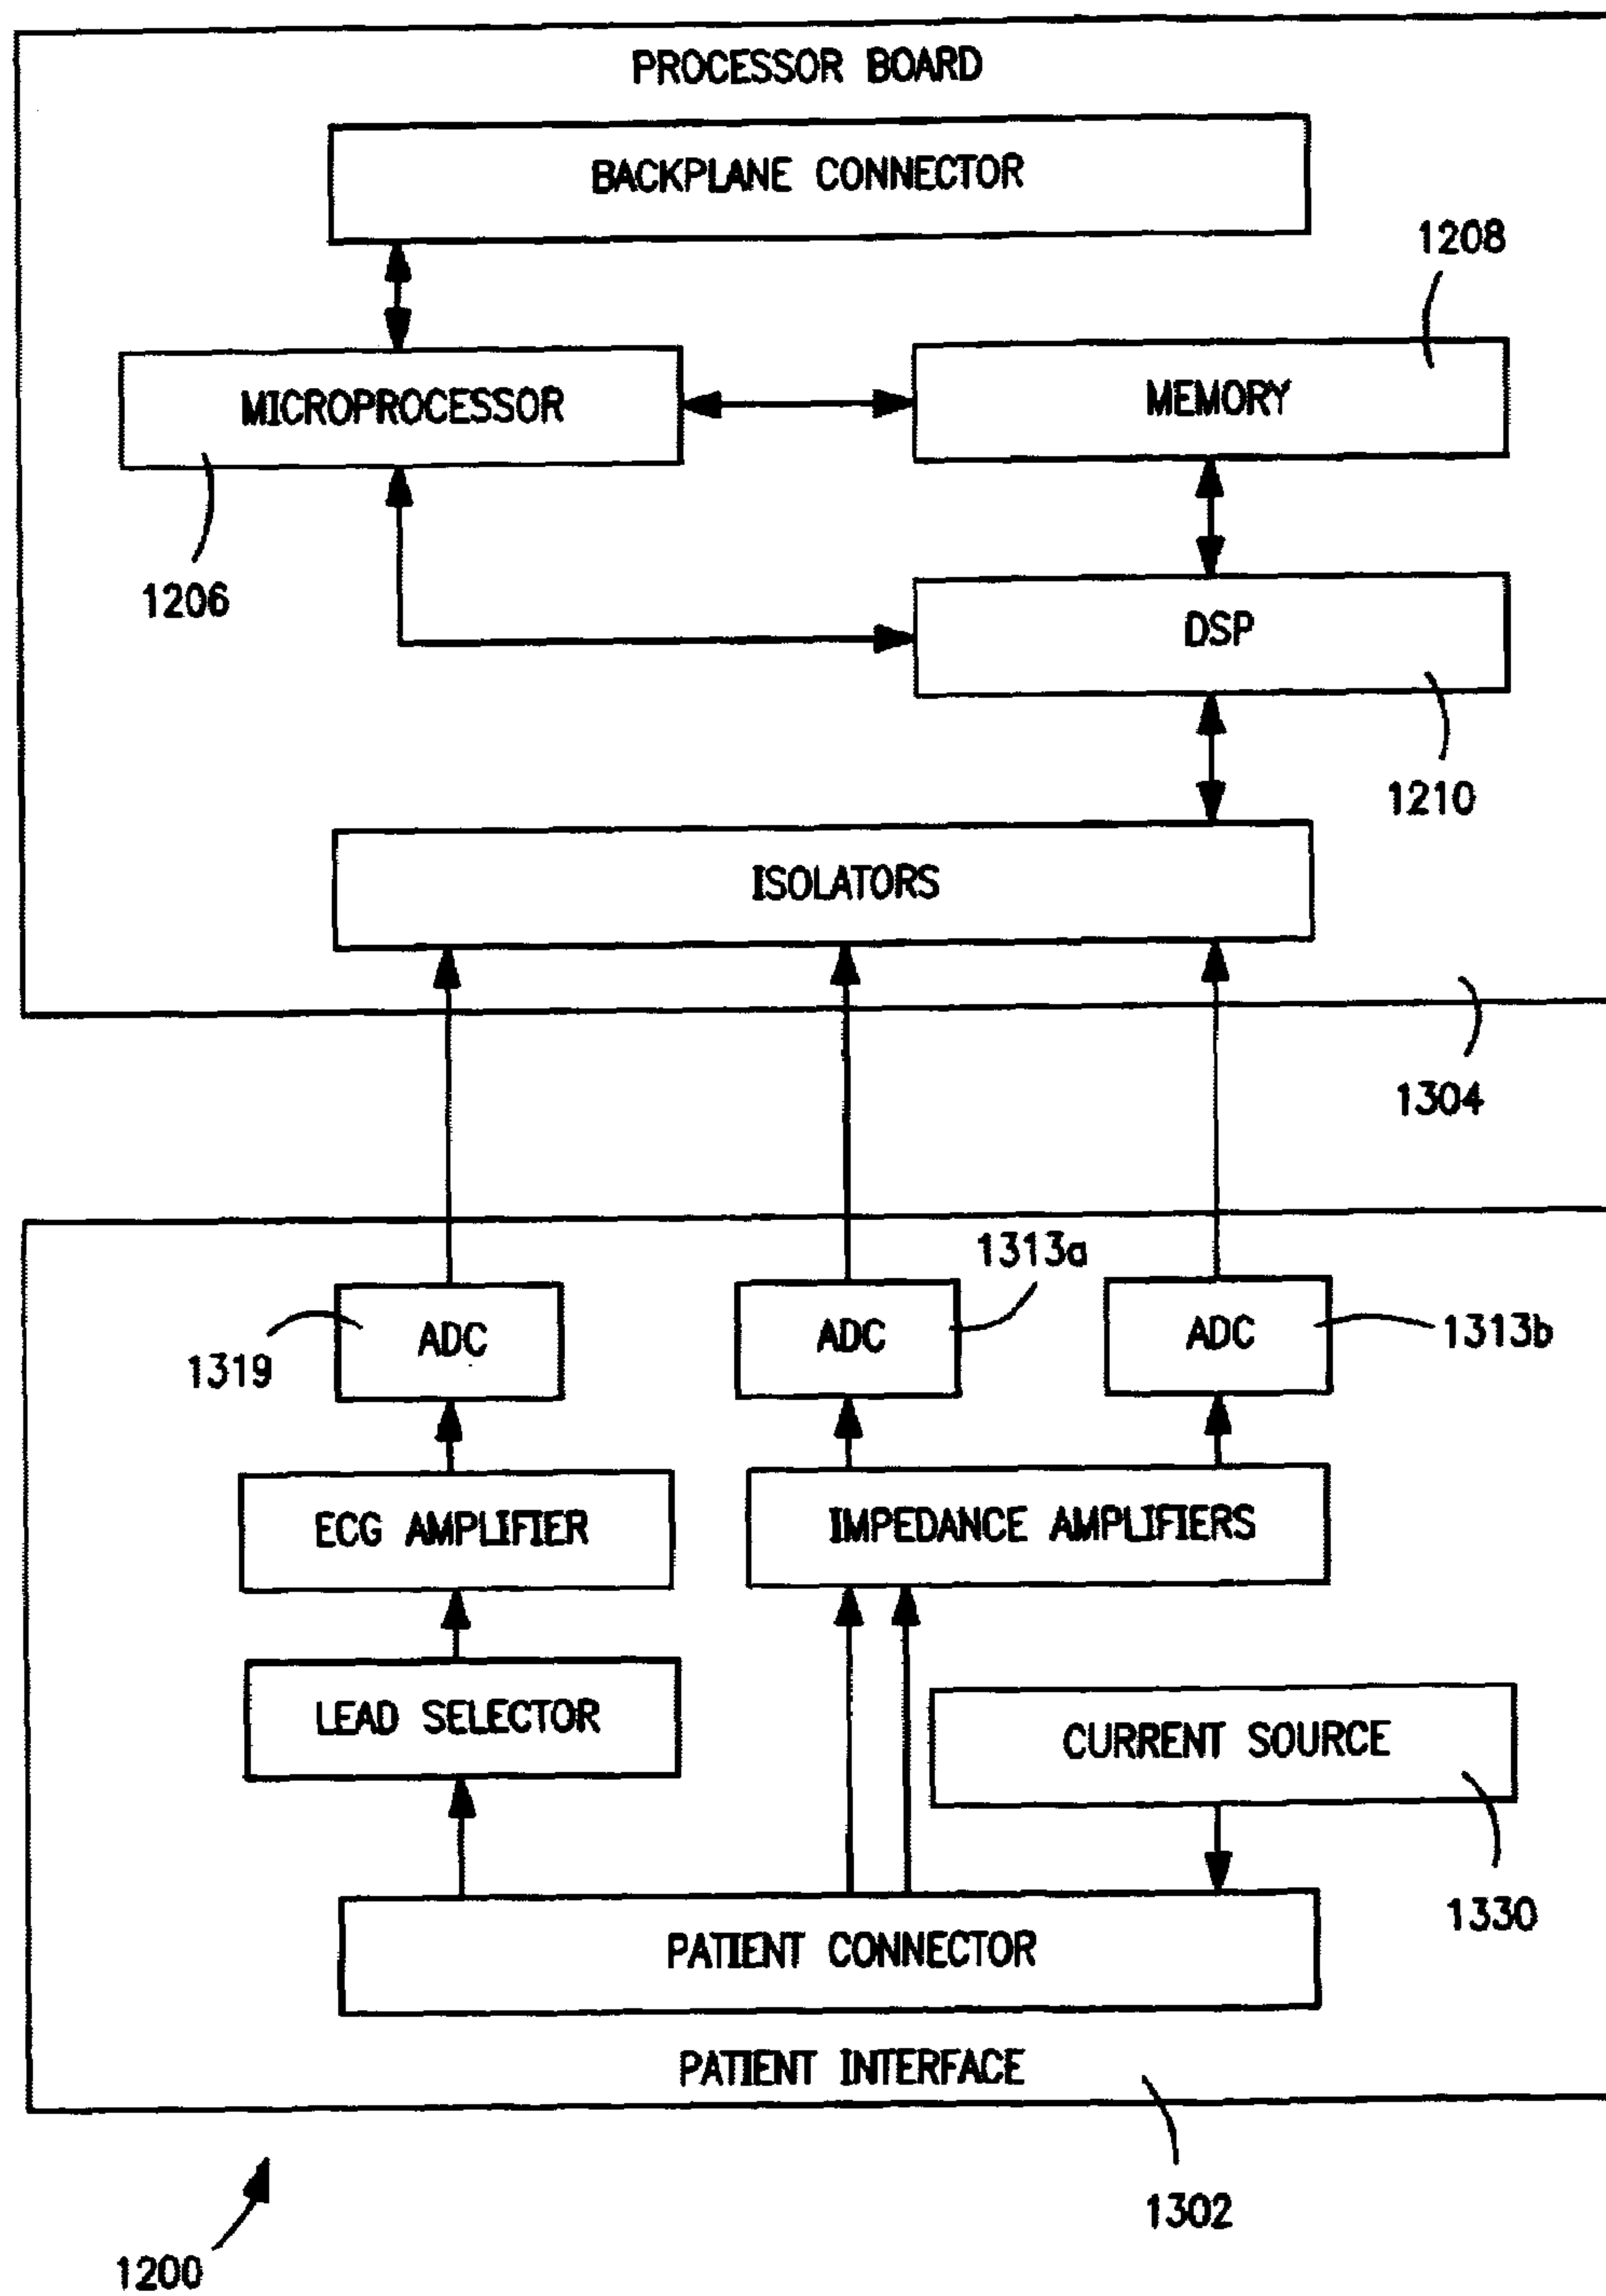 PROCESSOR BOARD
BACKPLANE CONNECTOR
1208
MICROPROCESSOR
MEMORY
1206
DSP
1210
ISOLATORS
1304
1313a
ADC
ADC
ADC
1313b
1319
ECG AMPLIFIER
IMPEDANCE AMPLIFIERS
LEAD SELECTOR
CURRENT SOURCE
1330
PATIENT CONNECTOR
PATIENT INTERFACE
1302
1200